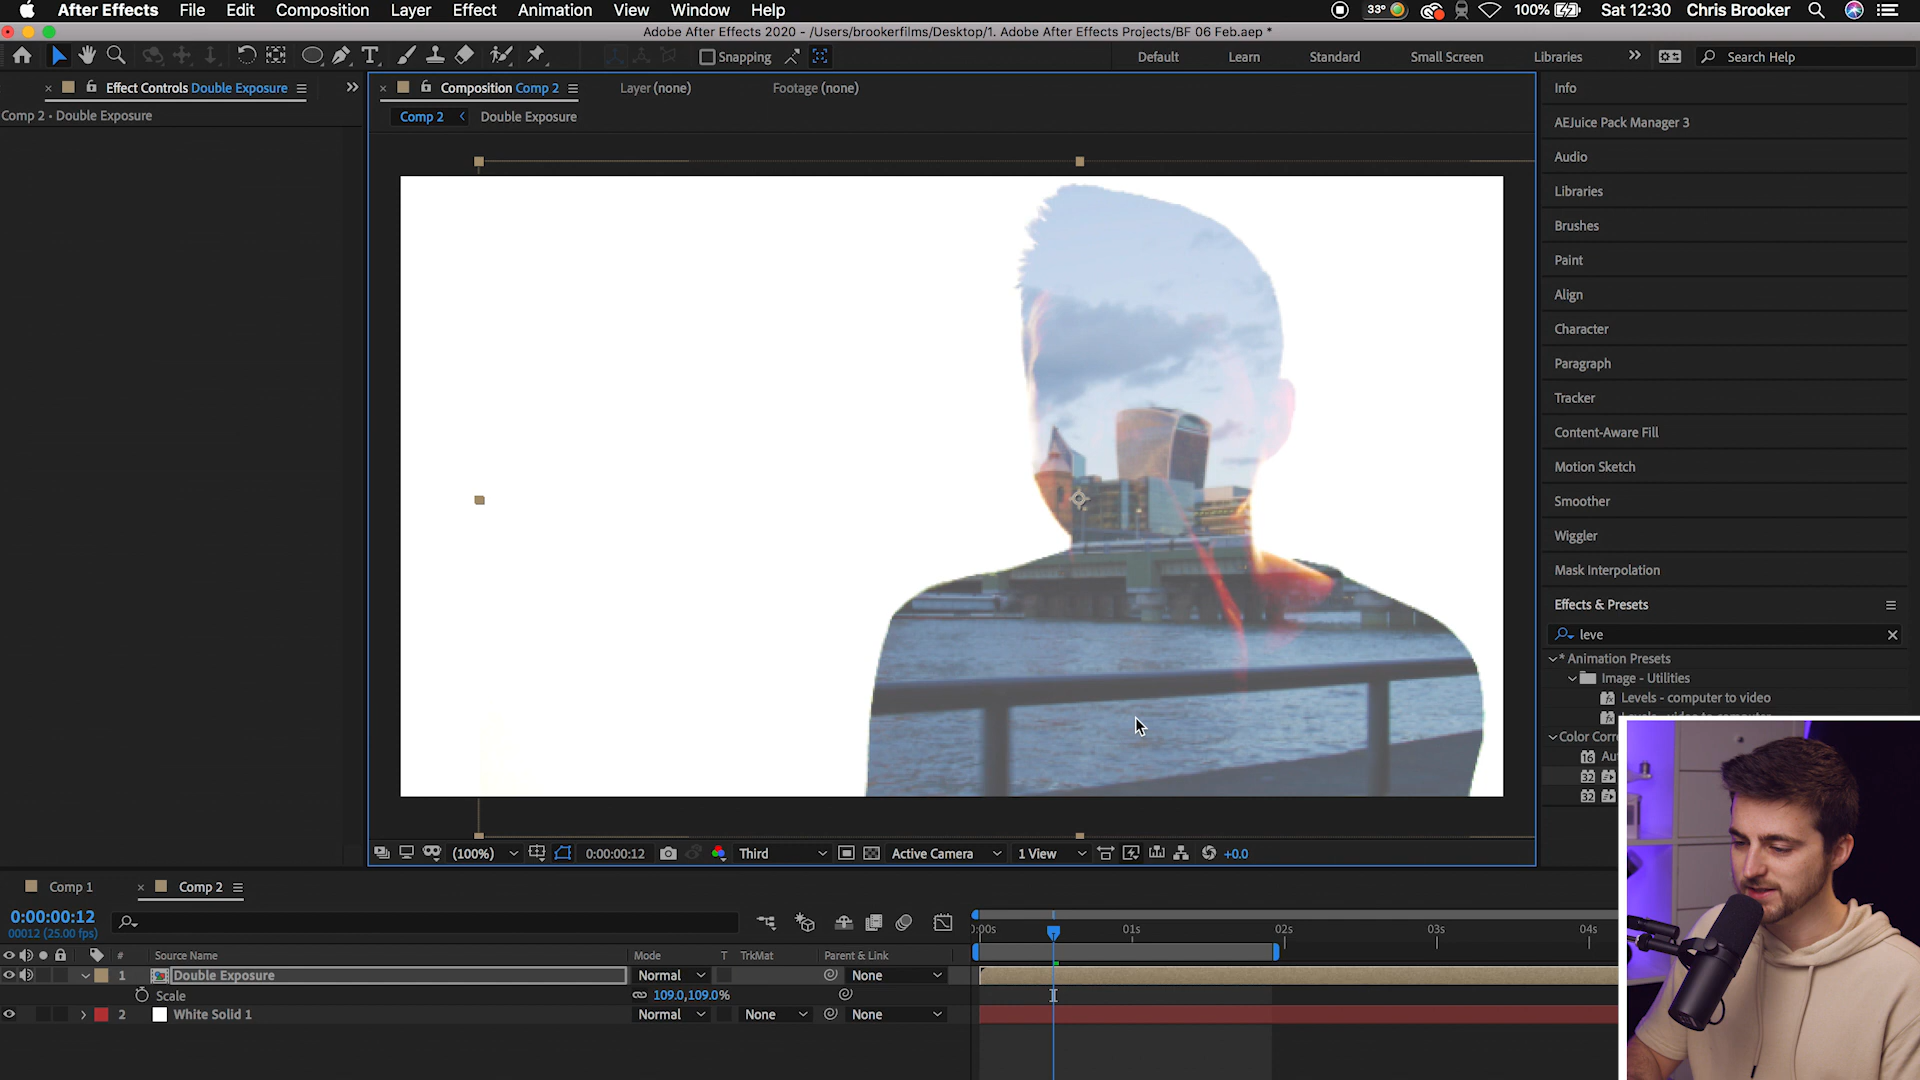 After Effects File Edit Composition Layer Effect Animation View Window Help 33° 100% Sat 12:30 Chris Brooker
Adobe After Effects 2020 - /Users/brookerfilms/Desktop/1. Adobe After Effects Projects/BF 06 Feb.aep *
Snapping Default Learn Standard Small Screen Libraries Search Help
Effect Controls Double Exposure Composition Comp 2 Layer (none) Footage (none) Info
Comp 2 • Double Exposure Comp 2 Double Exposure
AEJuice Pack Manager 3
Audio
Libraries
Brushes
Paint
Align
Character
Paragraph
Tracker
Content-Aware Fill
Motion Sketch
Smoother
Wiggler
Mask Interpolation
Effects & Presets
leve
* Animation Presets
Image - Utilities
Levels - computer to video
Color Corre
16 Au
32
32
(100%) 0:00:00:12 Third Active Camera 1 View +0.0
Comp 1 Comp 2
0:00:00:12
00012 (25.00 fps)
:00s 01s 02s 03s 04s
# Source Name Mode T TrkMat Parent & Link
1 Double Exposure Normal None
Scale 109.0,109.0%
2 White Solid 1 Normal None None